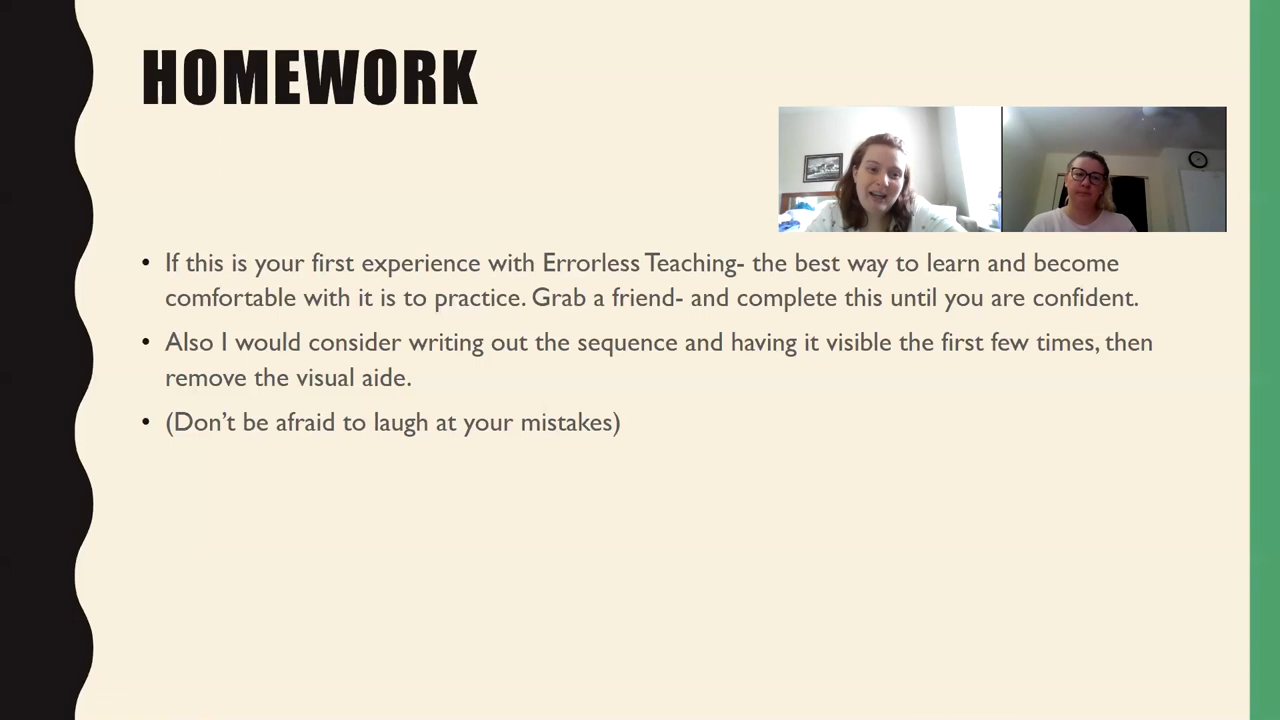 HOMEWORK
• If this is your first experience with Errorless Teaching- the best way to learn and become
comfortable with it is to practice. Grab a friend- and complete this until you are confident.
• Also I would consider writing out the sequence and having it visible the first few times, then
remove the visual aide.
• (Don’t be afraid to laugh at your mistakes)